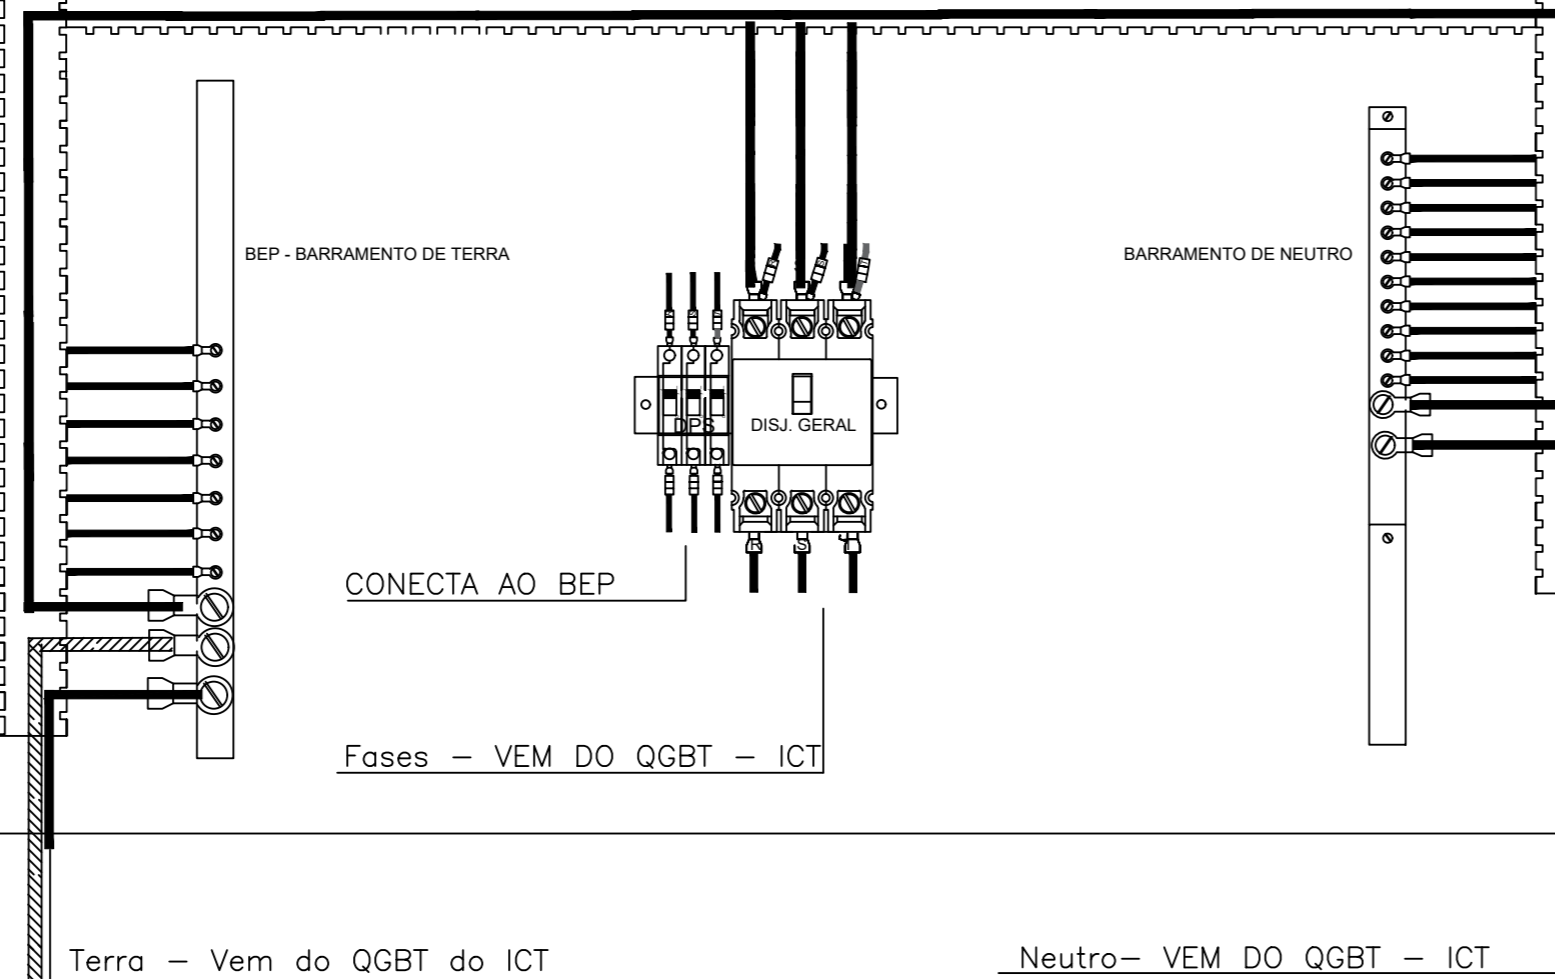 BEP - BARRAMENTO DE TERRA
BARRAMENTO DE NEUTRO
DPS
DISJ. GERAL
R S T
CONECTA AO BEP
Fases - VEM DO QGBT - ICT
Terra - Vem do QGBT do ICT
Neutro- VEM DO QGBT - ICT